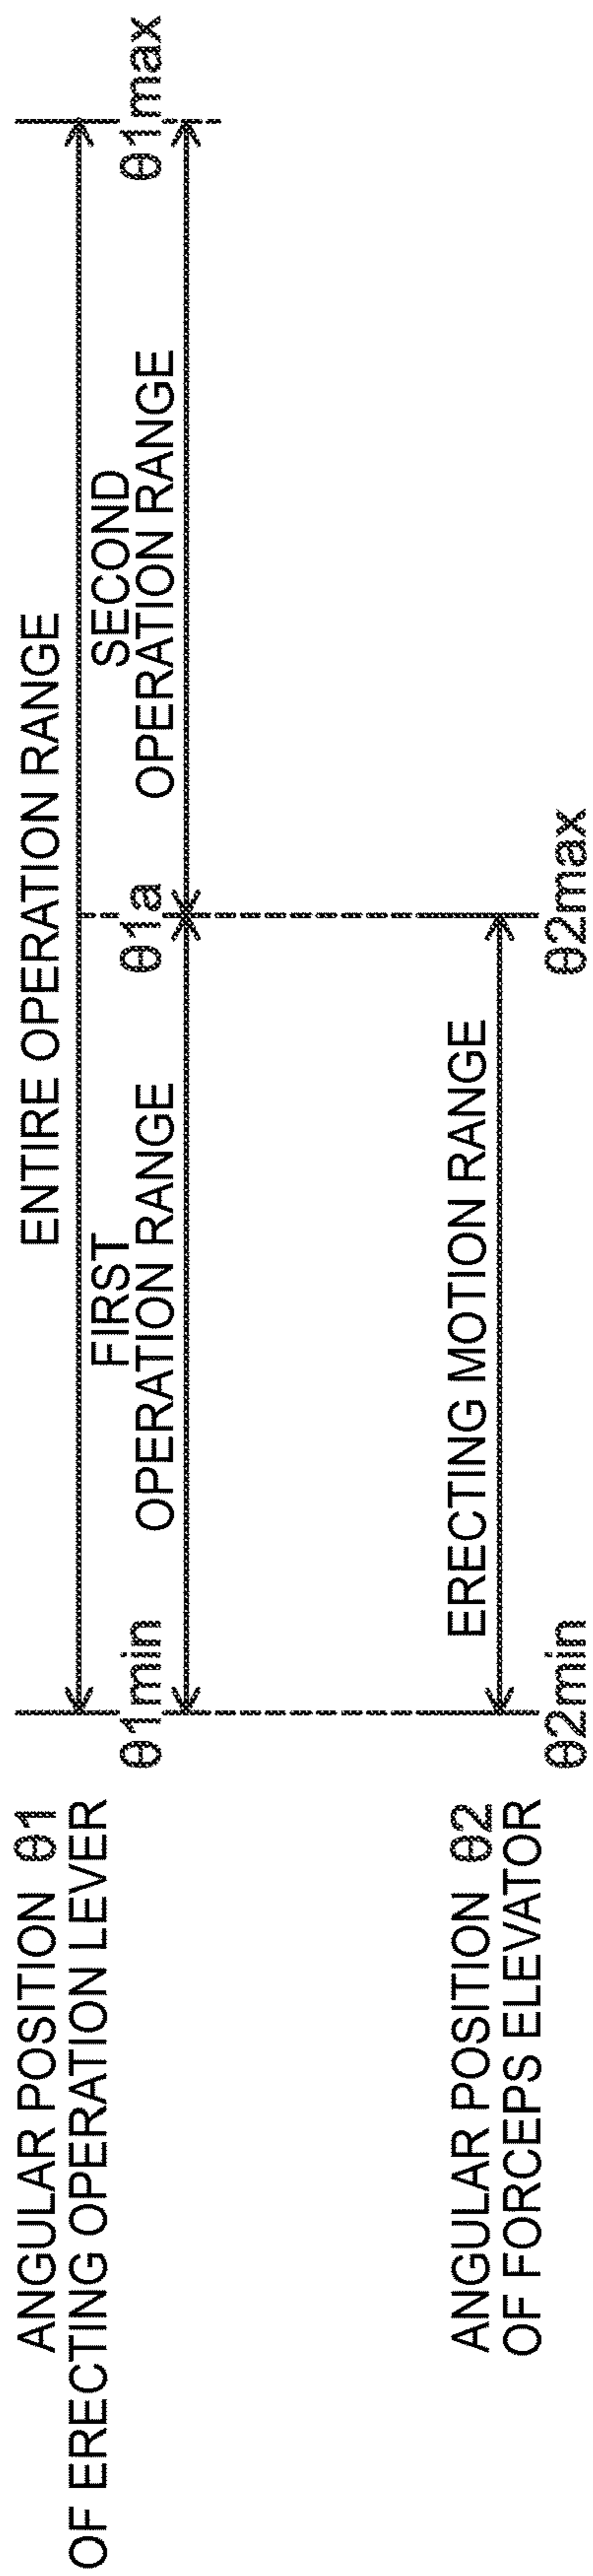 ENTIRE OPERATION RANGE
ANGULAR POSITION θ1
OF ERECTING OPERATION LEVER
θ1min
FIRST
OPERATION RANGE
θ1a
SECOND
OPERATION RANGE
θ1max
ANGULAR POSITION θ2
OF FORCEPS ELEVATOR
ERECTING MOTION RANGE
θ2min
θ2max